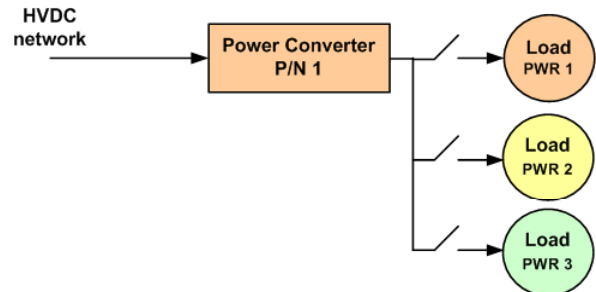 HVDC
network
Power Converter
P/N 1
Load
PWR 1
Load
PWR 2
Load
PWR 3